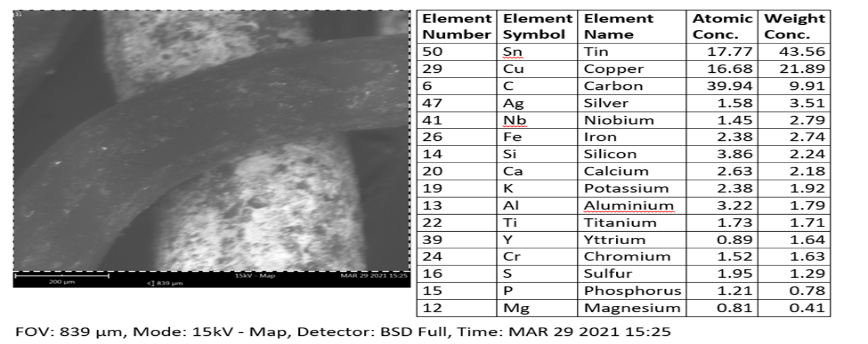 Element Number Element Symbol Element Name Atomic Conc. Weight Conc.
50 Sn Tin 17.77 43.56
29 Cu Copper 16.68 21.89
6 C Carbon 39.94 9.91
47 Ag Silver 1.58 3.51
41 Nb Niobium 1.45 2.79
26 Fe Iron 2.38 2.74
14 Si Silicon 3.86 2.24
20 Ca Calcium 2.63 2.18
19 K Potassium 2.38 1.92
13 Al Aluminium 3.22 1.79
22 Ti Titanium 1.73 1.71
39 Y Yttrium 0.89 1.64
24 Cr Chromium 1.52 1.63
16 S Sulfur 1.95 1.29
15 P Phosphorus 1.21 0.78
12 Mg Magnesium 0.81 0.41
200 µm 839 µm 15kV - Map MAR 29 2021 15:25
FOV: 839 µm, Mode: 15kV - Map, Detector: BSD Full, Time: MAR 29 2021 15:25